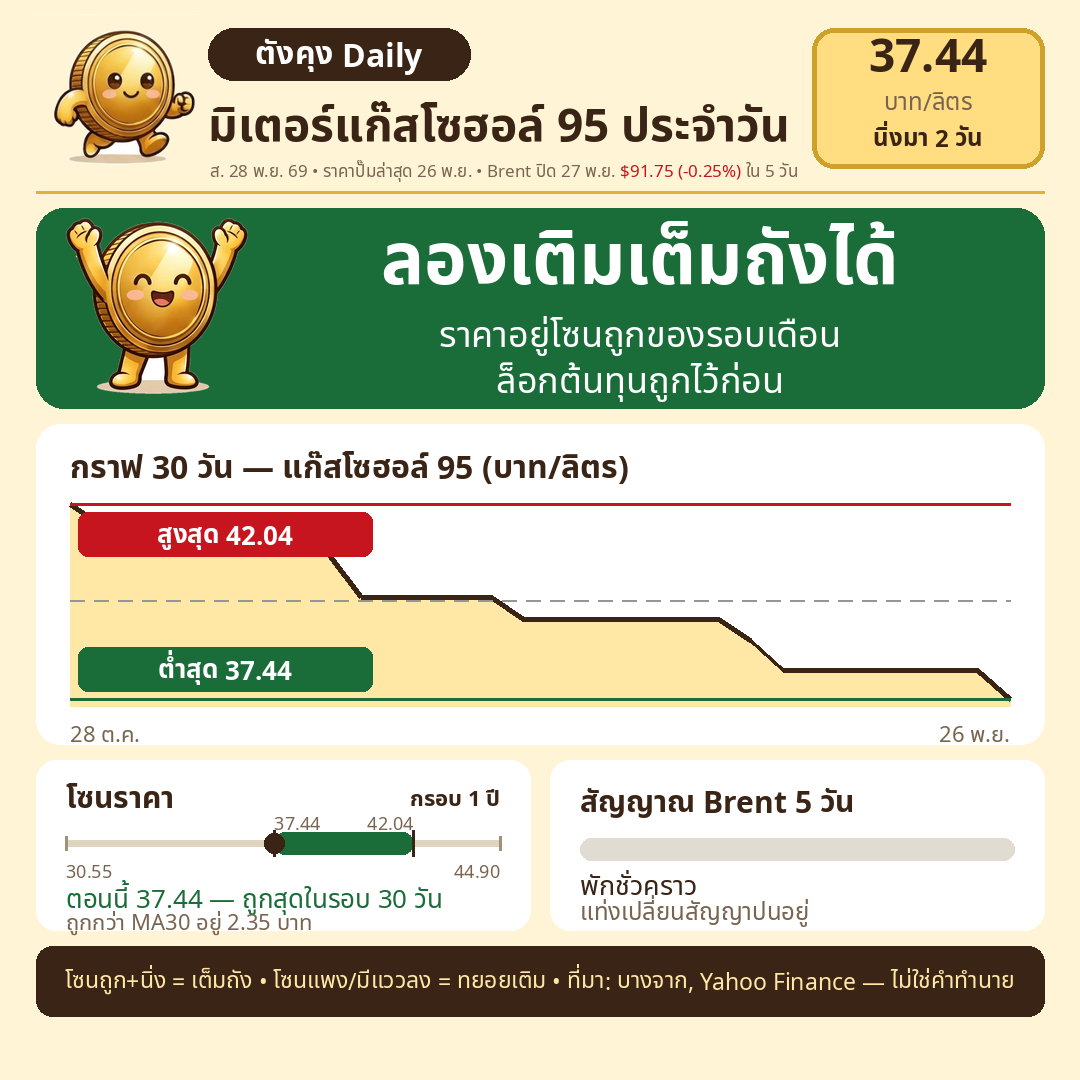 ตังคุง Daily
มิเตอร์แก๊สโซฮอล์ 95 ประจำวัน
ส. 28 พ.ย. 69 • ราคาปั๊มล่าสุด 26 พ.ย. • Brent ปิด 27 พ.ย. $91.75 (-0.25%) ใน 5 วัน
37.44
บาท/ลิตร
นิ่งมา 2 วัน
ลองเติมเต็มถังได้
ราคาอยู่โซนถูกของรอบเดือน
ล็อกต้นทุนถูกไว้ก่อน
กราฟ 30 วัน — แก๊สโซฮอล์ 95 (บาท/ลิตร)
สูงสุด 42.04
ต่ำสุด 37.44
28 ต.ค.
26 พ.ย.
โซนราคา
กรอบ 1 ปี
37.44
42.04
30.55
44.90
ตอนนี้ 37.44 — ถูกสุดในรอบ 30 วัน
ถูกกว่า MA30 อยู่ 2.35 บาท
สัญญาณ Brent 5 วัน
พักชั่วคราว
แท่งเปลี่ยนสัญญาปนอยู่
โซนถูก+นิ่ง = เต็มถัง • โซนแพง/มีแววลง = ทยอยเติม • ที่มา: บางจาก, Yahoo Finance — ไม่ใช่คำทำนาย